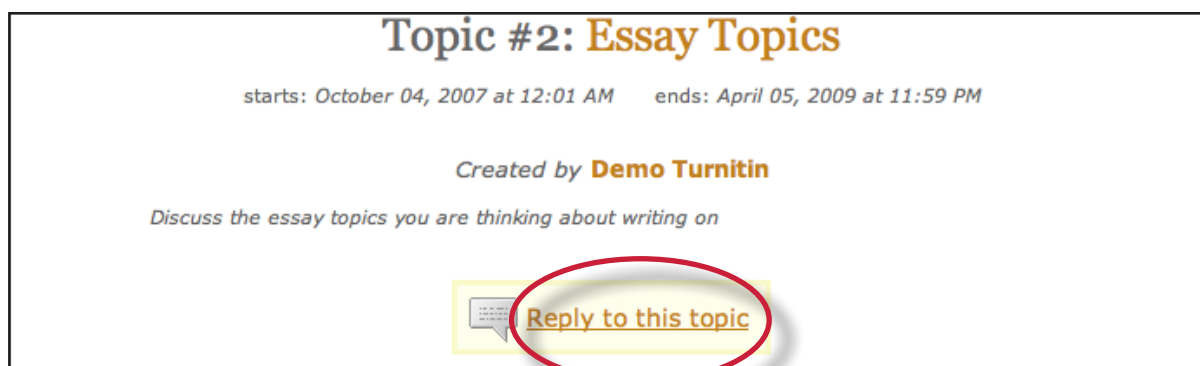 Topic #2: Essay Topics
starts: October 04, 2007 at 12:01 AM ends: April 05, 2009 at 11:59 PM
Created by Demo Turnitin
Discuss the essay topics you are thinking about writing on
Reply to this topic